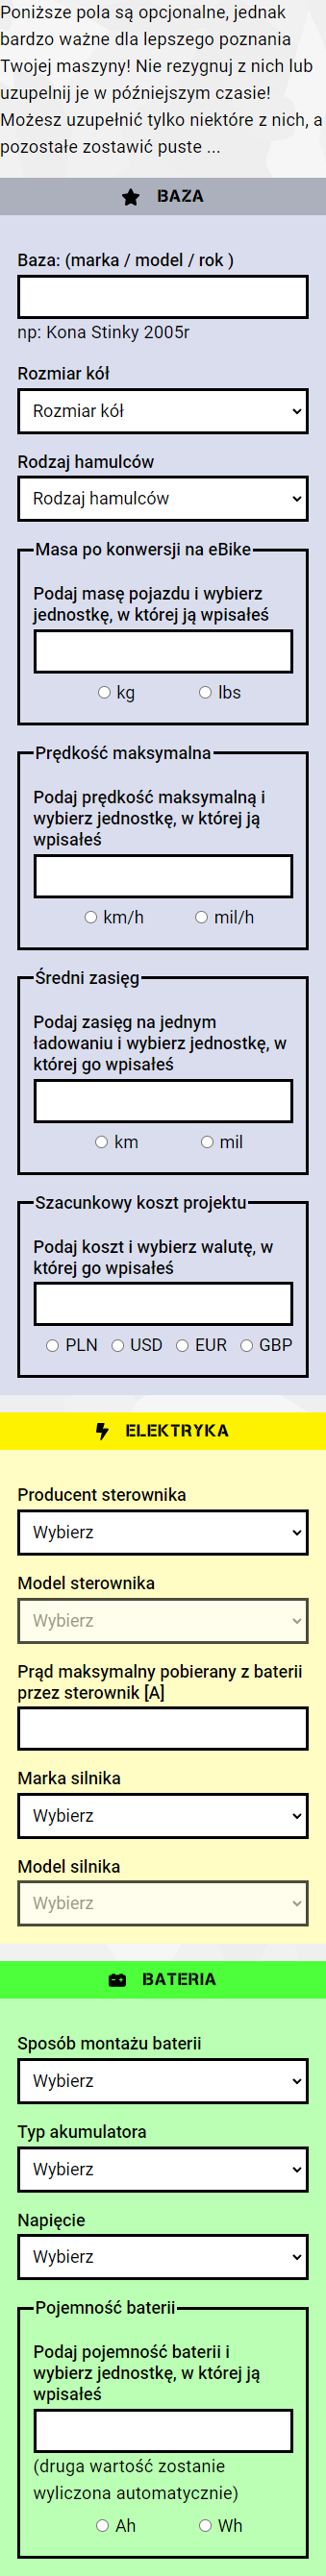 Poniższe pola są opcjonalne, jednak
bardzo ważne dla lepszego poznania
Twojej maszyny! Nie rezygnuj z nich lub
uzupelnij je w późniejszym czasie!
Możesz uzupełnić tylko niektóre z nich, a
pozostałe zostawić puste ...
BAZA
Baza: (marka / model / rok )
np: Kona Stinky 2005r
Rozmiar kół
Rozmiar kół
Rodzaj hamulców
Rodzaj hamulców
Masa po konwersji na eBike
Podaj masę pojazdu i wybierz
jednostkę, w której ją wpisałeś
kg lbs
Prędkość maksymalna
Podaj prędkość maksymalną i
wybierz jednostkę, w której ją
wpisałeś
km/h mil/h
Średni zasięg
Podaj zasięg na jednym
ładowaniu i wybierz jednostkę, w
której go wpisałeś
km mil
Szacunkowy koszt projektu
Podaj koszt i wybierz walutę, w
której go wpisałeś
PLN USD EUR GBP
ELEKTRYKA
Producent sterownika
Wybierz
Model sterownika
Wybierz
Prąd maksymalny pobierany z baterii
przez sterownik [A]
Marka silnika
Wybierz
Model silnika
Wybierz
BATERIA
Sposób montażu baterii
Wybierz
Typ akumulatora
Wybierz
Napięcie
Wybierz
Pojemność baterii
Podaj pojemność baterii i
wybierz jednostkę, w której ją
wpisałeś
(druga wartość zostanie
wyliczona automatycznie)
Ah Wh